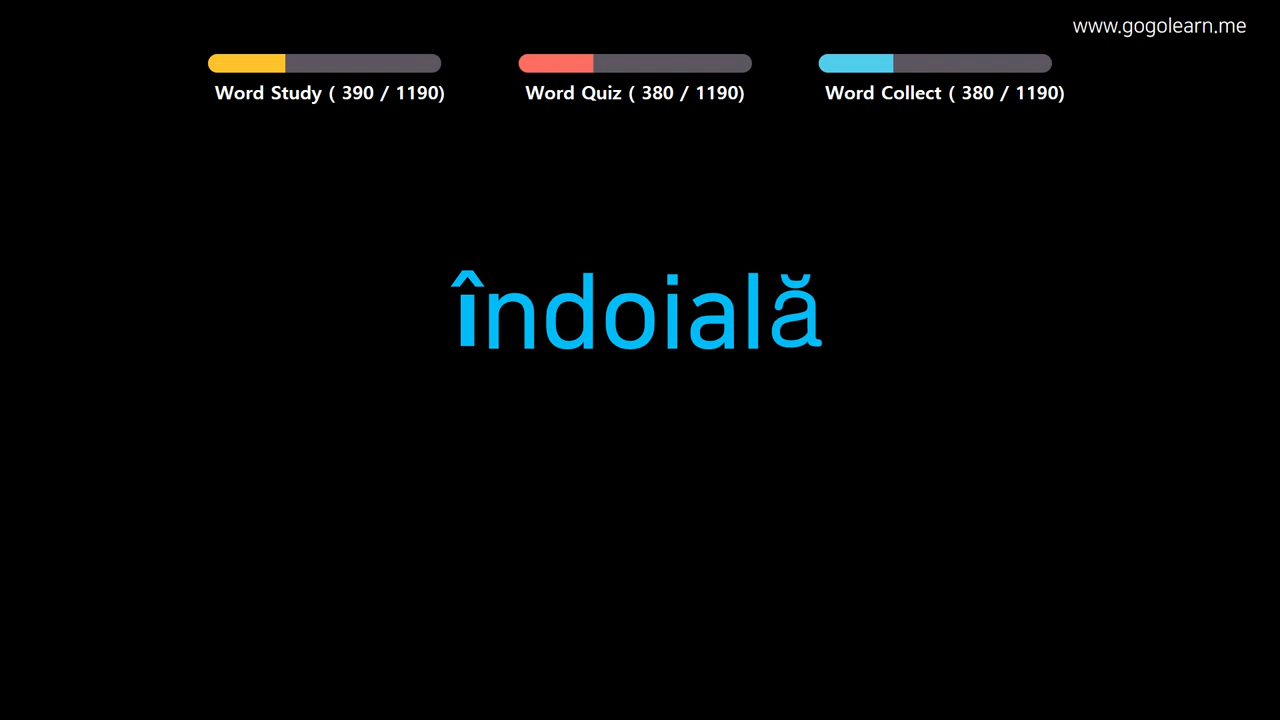 www.gogolearn.me
Word Study ( 390 / 1190)
Word Quiz ( 380 / 1190)
Word Collect ( 380 / 1190)
îndoială